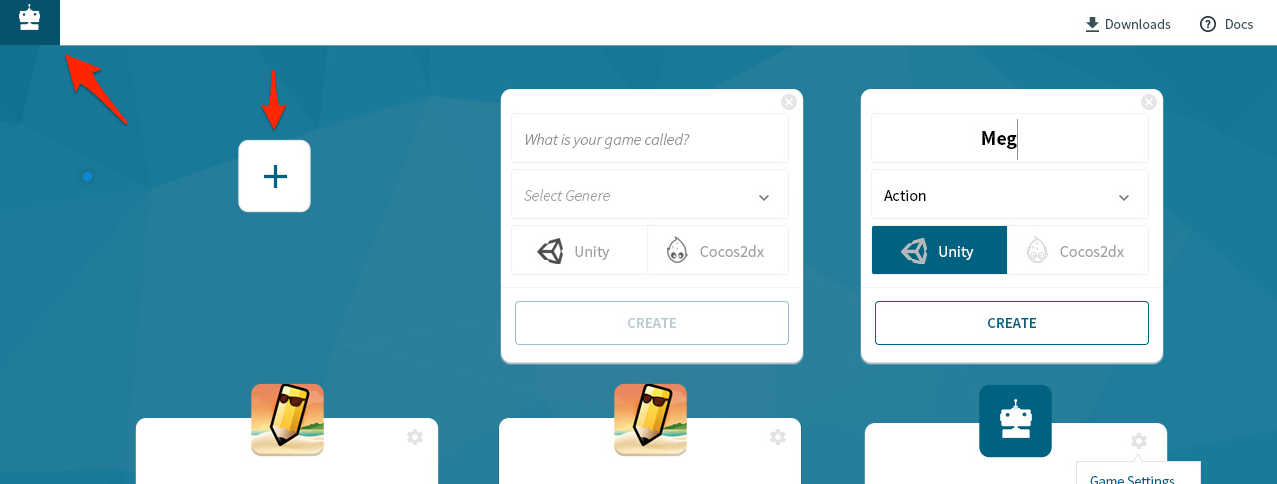 Downloads
Docs
What is your game called?
Select Genere
Unity
Cocos2dx
CREATE
Meg
Action
Unity
Cocos2dx
CREATE
Game Settings